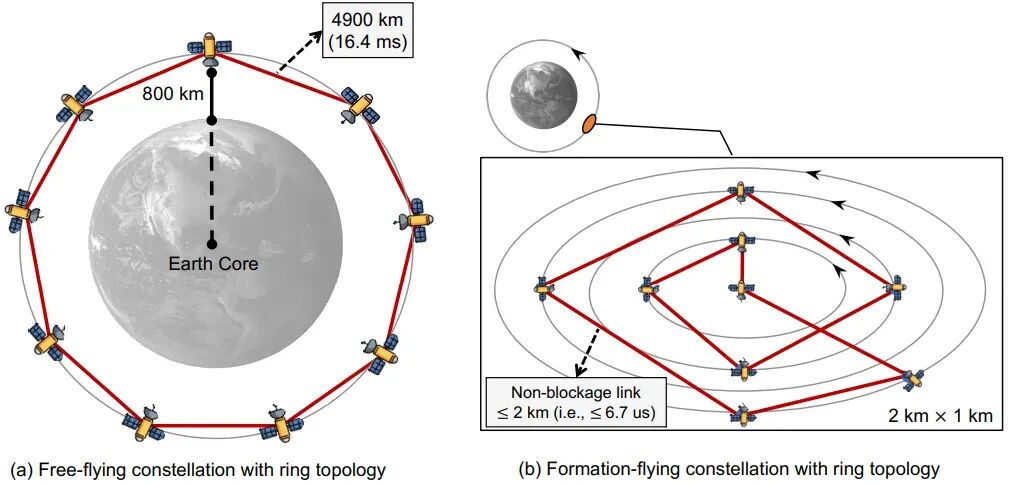 4900 km
(16.4 ms)
800 km
Earth Core
(a) Free-flying constellation with ring topology
Non-blockage link
≤ 2 km (i.e., ≤ 6.7 us)
2 km × 1 km
(b) Formation-flying constellation with ring topology